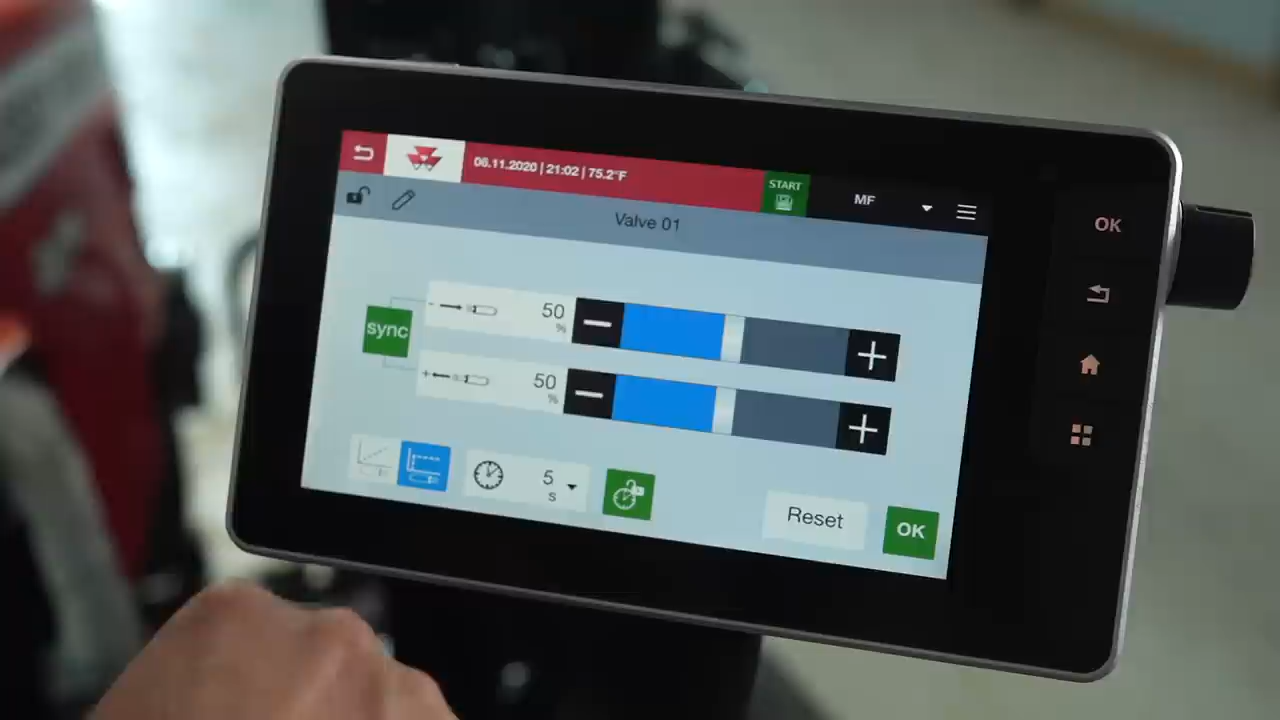 06.11.2020 | 21:02 | 75.2°F
START
MF
Valve 01
OK
sync
- 50 %
+ 50 %
5 s
Reset
OK